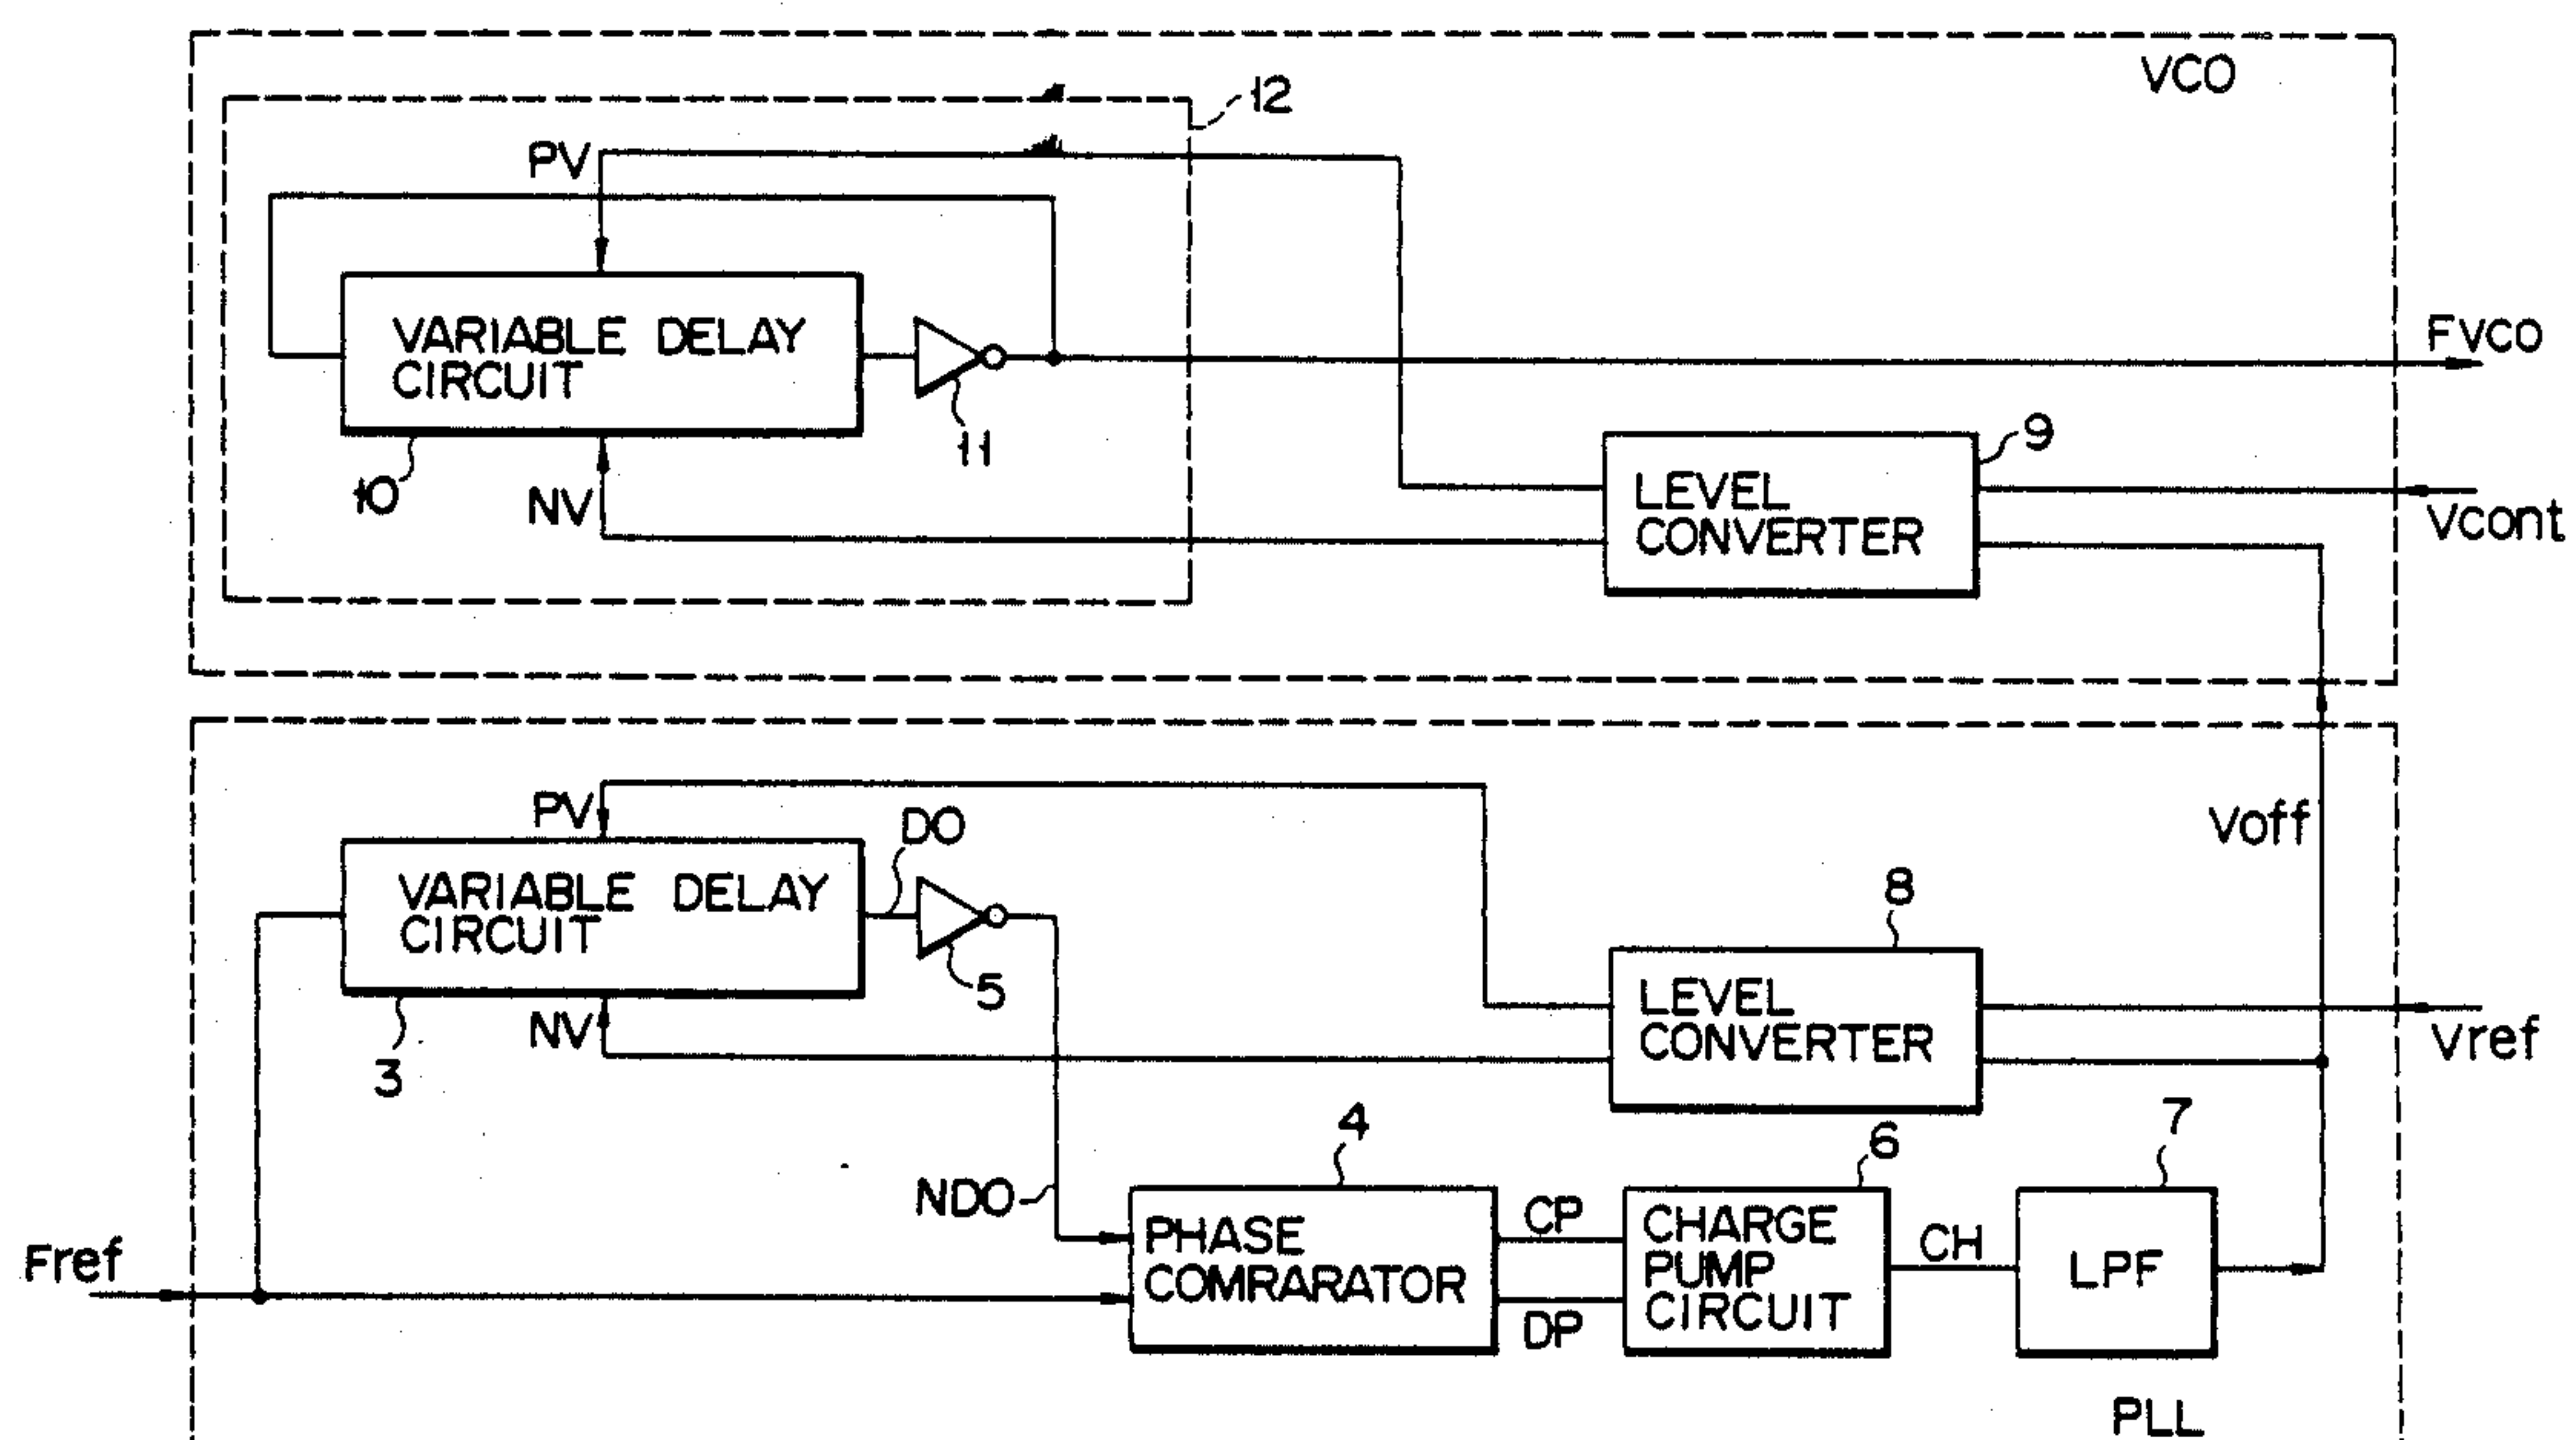 VCO
12
PV
VARIABLE DELAY
CIRCUIT
10
11
NV
FVCO
9
LEVEL
CONVERTER
Vcont
PV
DO
VARIABLE DELAY
CIRCUIT
3
NV
5
Voff
8
LEVEL
CONVERTER
Vref
NDO
4
PHASE
COMRARATOR
CP
DP
6
CHARGE
PUMP
CIRCUIT
CH
7
LPF
Fref
PLL